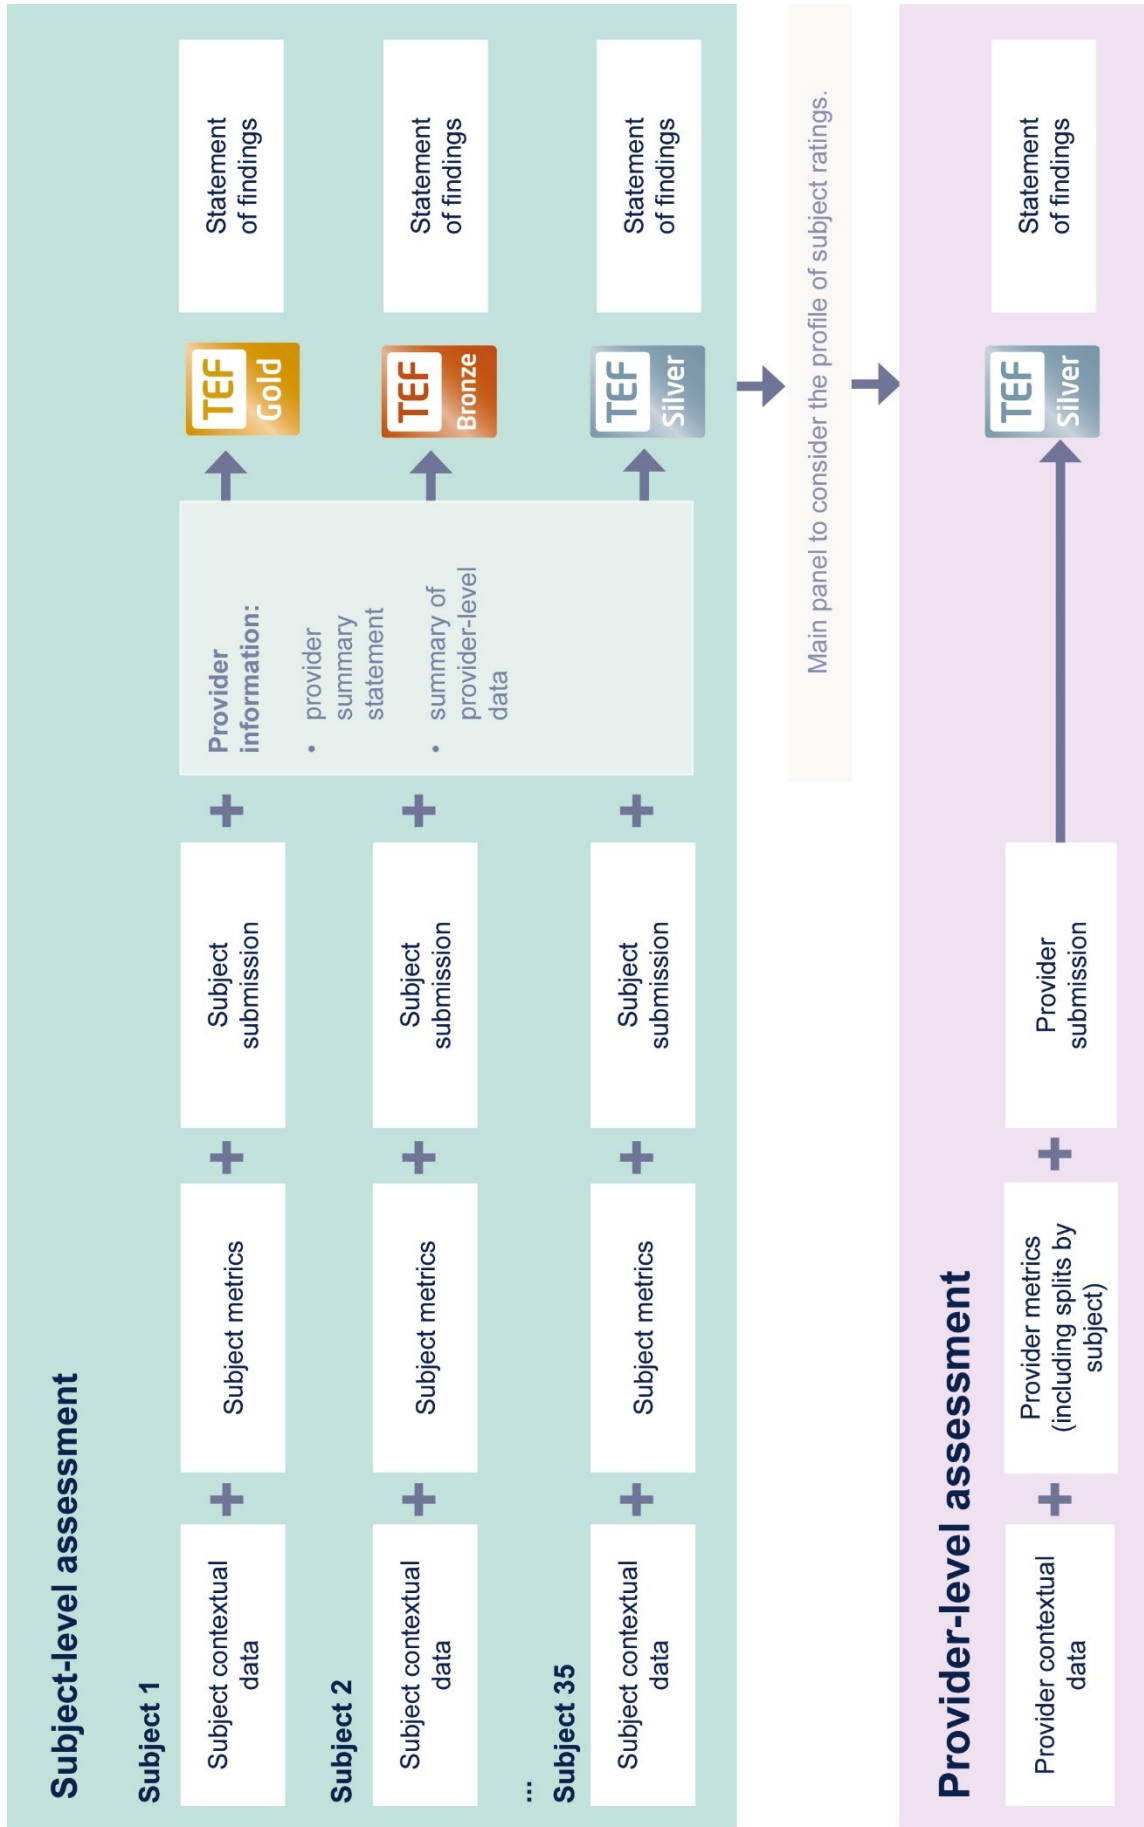 Subject-level assessment
Subject 1
Subject contextual
data
+
Subject metrics
+
Subject
submission
+
Provider
information:
• provider
summary
statement
• summary of
provider-level
data
TEF
Gold
Statement
of findings
Subject 2
Subject contextual
data
+
Subject metrics
+
Subject
submission
+
TEF
Bronze
Statement
of findings
...
Subject 35
Subject contextual
data
+
Subject metrics
+
Subject
submission
+
TEF
Silver
Statement
of findings
Main panel to consider the profile of subject ratings.
Provider-level assessment
Provider contextual
data
+
Provider metrics
(including splits by
subject)
+
Provider
submission
TEF
Silver
Statement
of findings